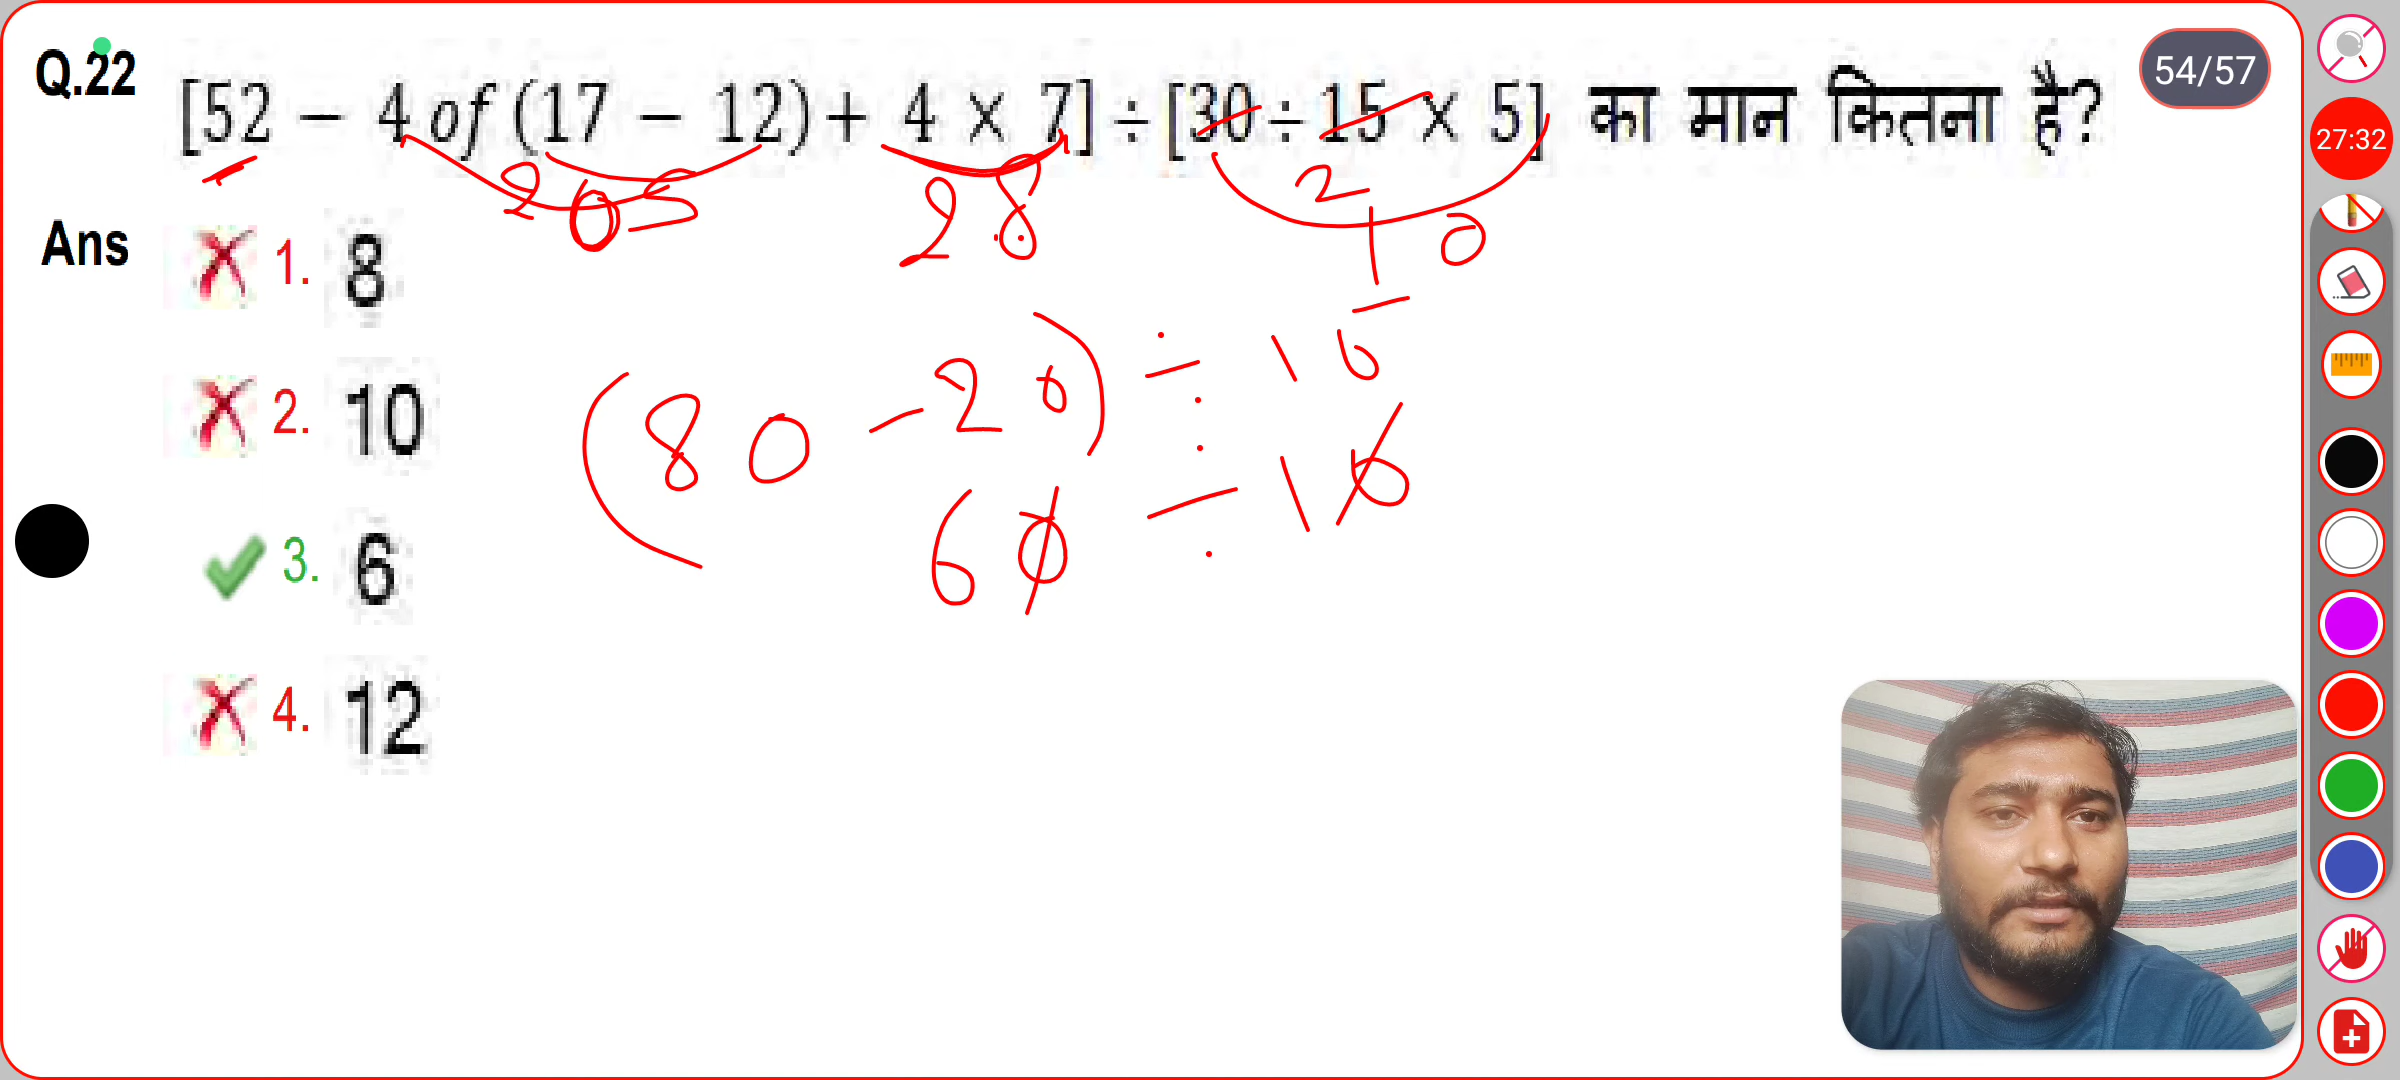 Q.22 [52 − 4 of (17 − 12) + 4 × 7] ÷ [30 ÷ 15 × 5] का मान कितना है?
54/57
27:32
20 5 28 2
10
Ans
1. 8
2. 10
3. 6
4. 12
(80 − 20) ÷ 10
60 ÷ 10